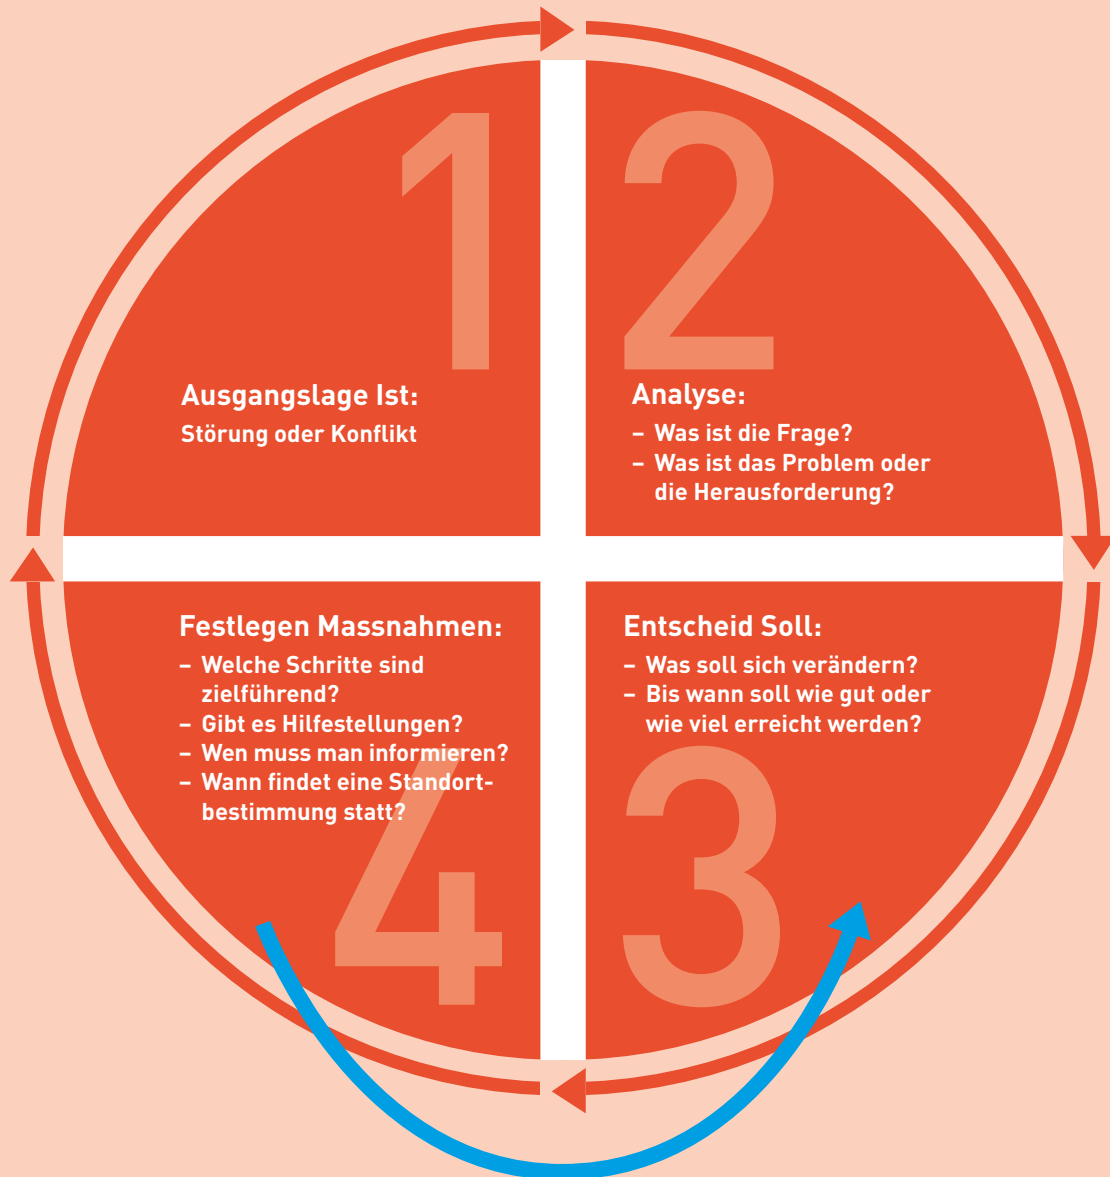 1
Ausgangslage Ist:
Störung oder Konflikt
2
Analyse:
– Was ist die Frage?
– Was ist das Problem oder
die Herausforderung?
Entscheid Soll:
– Was soll sich verändern?
– Bis wann soll wie gut oder
wie viel erreicht werden?
3
Festlegen Massnahmen:
– Welche Schritte sind
zielführend?
– Gibt es Hilfestellungen?
– Wen muss man informieren?
– Wann findet eine Standort-
bestimmung statt?
4